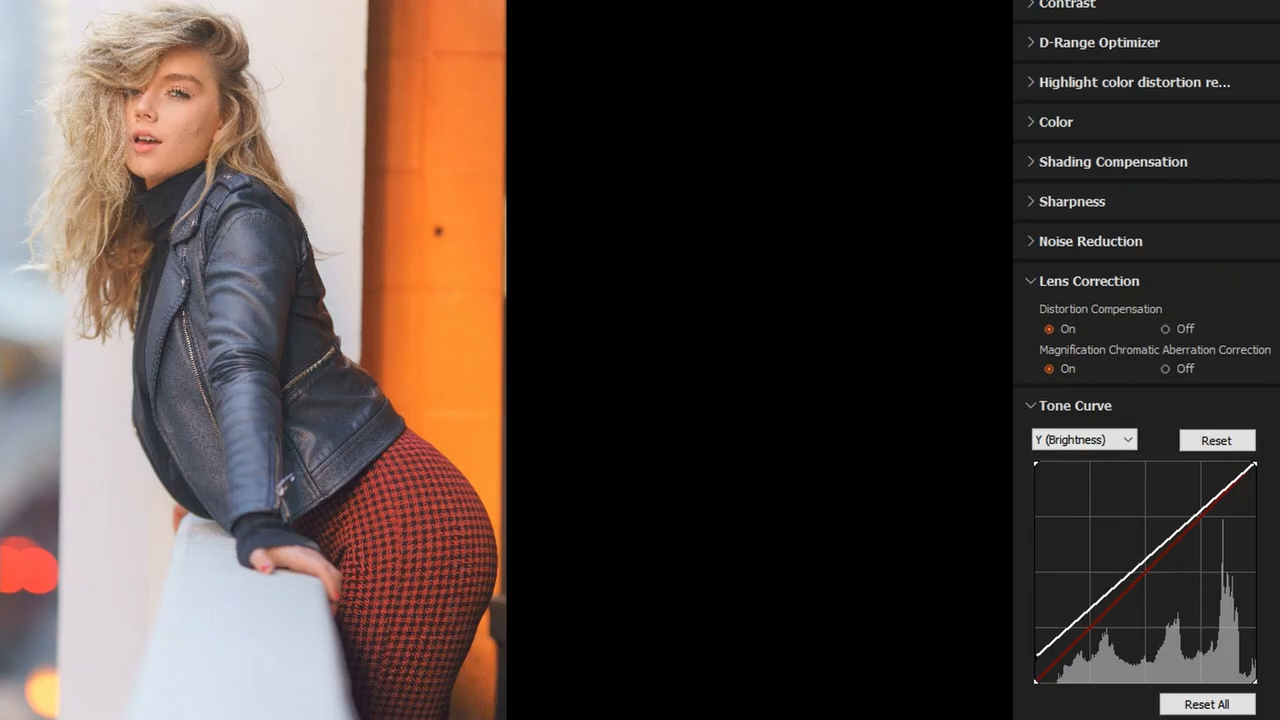 Contrast
D-Range Optimizer
Highlight color distortion re...
Color
Shading Compensation
Sharpness
Noise Reduction
Lens Correction
Distortion Compensation
On Off
Magnification Chromatic Aberration Correction
On Off
Tone Curve
Y (Brightness) Reset
Reset All